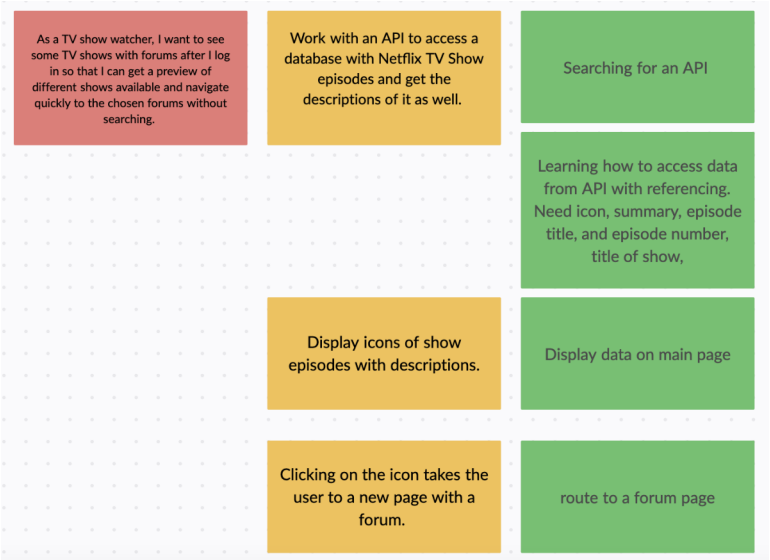 As a TV show watcher, I want to see
some TV shows with forums after I log
in so that I can get a preview of
different shows available and navigate
quickly to the chosen forums without
searching.
Work with an API to access a
database with Netflix TV Show
episodes and get the
descriptions of it as well.
Searching for an API
Learning how to access data
from API with referencing.
Need icon, summary, episode
title, and episode number,
title of show,
Display icons of show
episodes with descriptions.
Display data on main page
Clicking on the icon takes the
user to a new page with a
forum.
route to a forum page